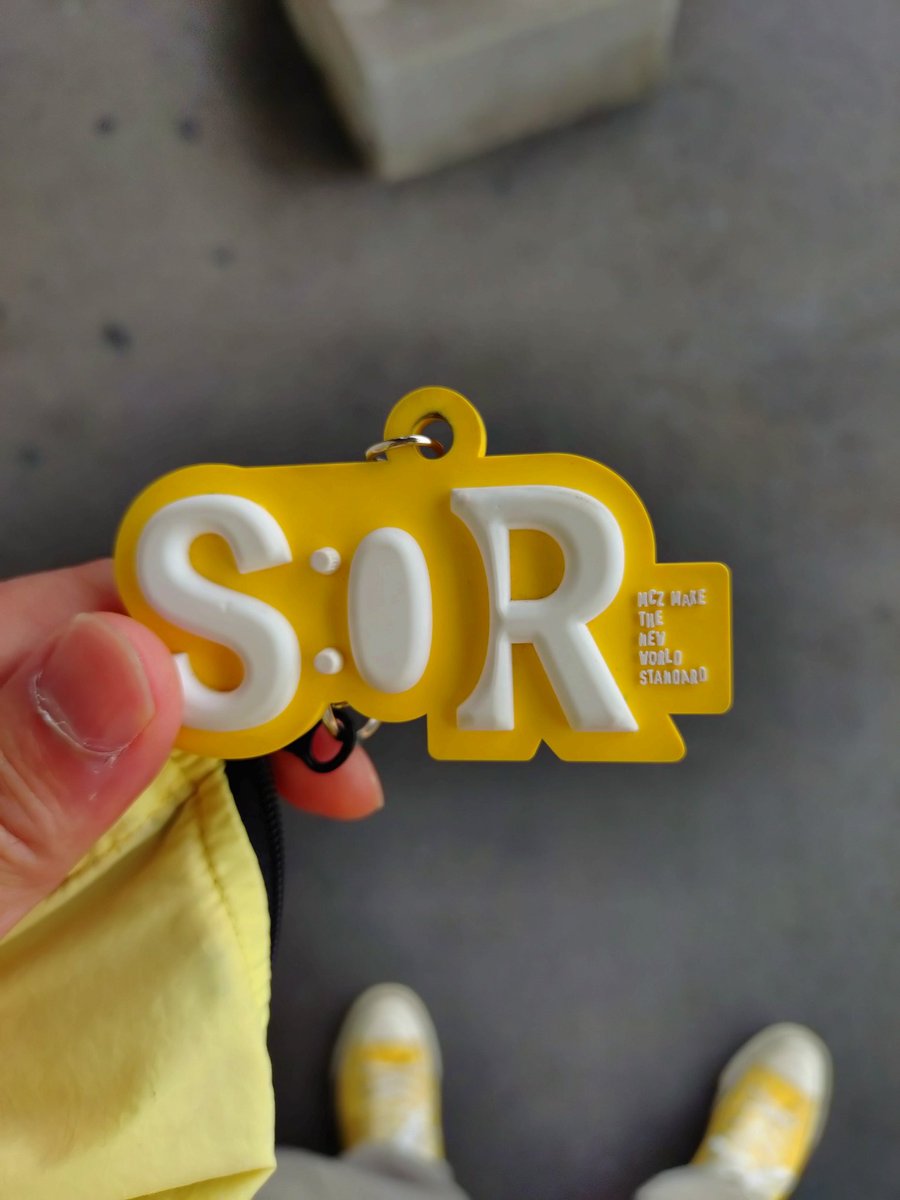 S:OR
MCZ MAKE
THE
NEW
WORLD
STANDARD